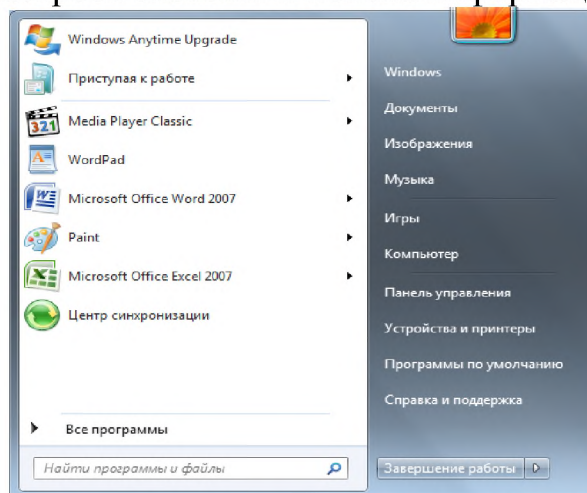 Windows Anytime Upgrade
Приступая к работе
Media Player Classic
321
WordPad
Microsoft Office Word 2007
Paint
Microsoft Office Excel 2007
Центр синхронизации
Все программы
Найти программы и файлы
Windows
Документы
Изображения
Музыка
Игры
Компьютер
Панель управления
Устройства и принтеры
Программы по умолчанию
Справка и поддержка
Завершение работы